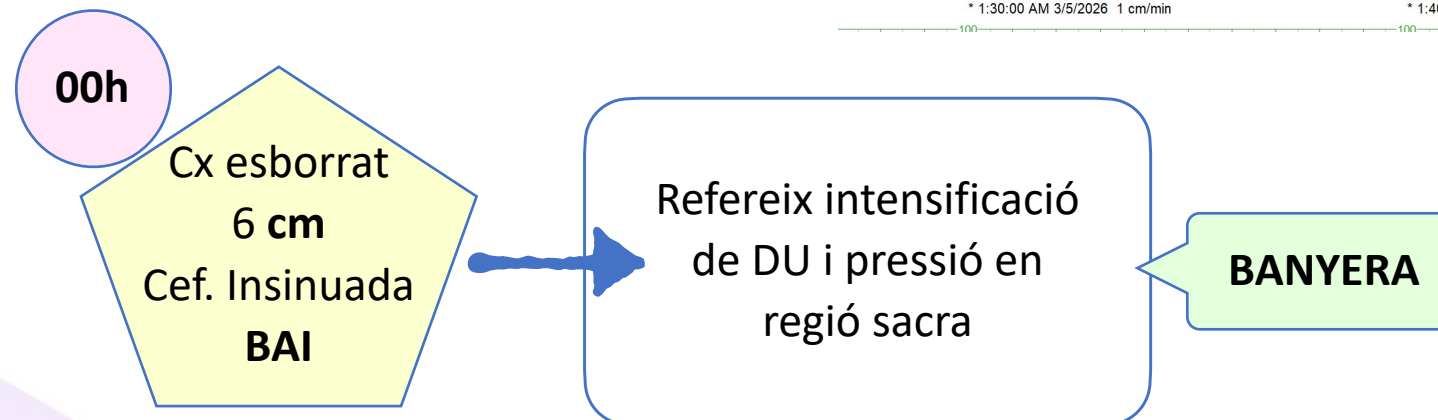 * 1:30:00 AM 3/5/2026 1 cm/min
100
100
00h
Cx esborrat
6 cm
Cef. Insinuada
BAI
Refereix intensificació
de DU i pressió en
regió sacra
BANYERA